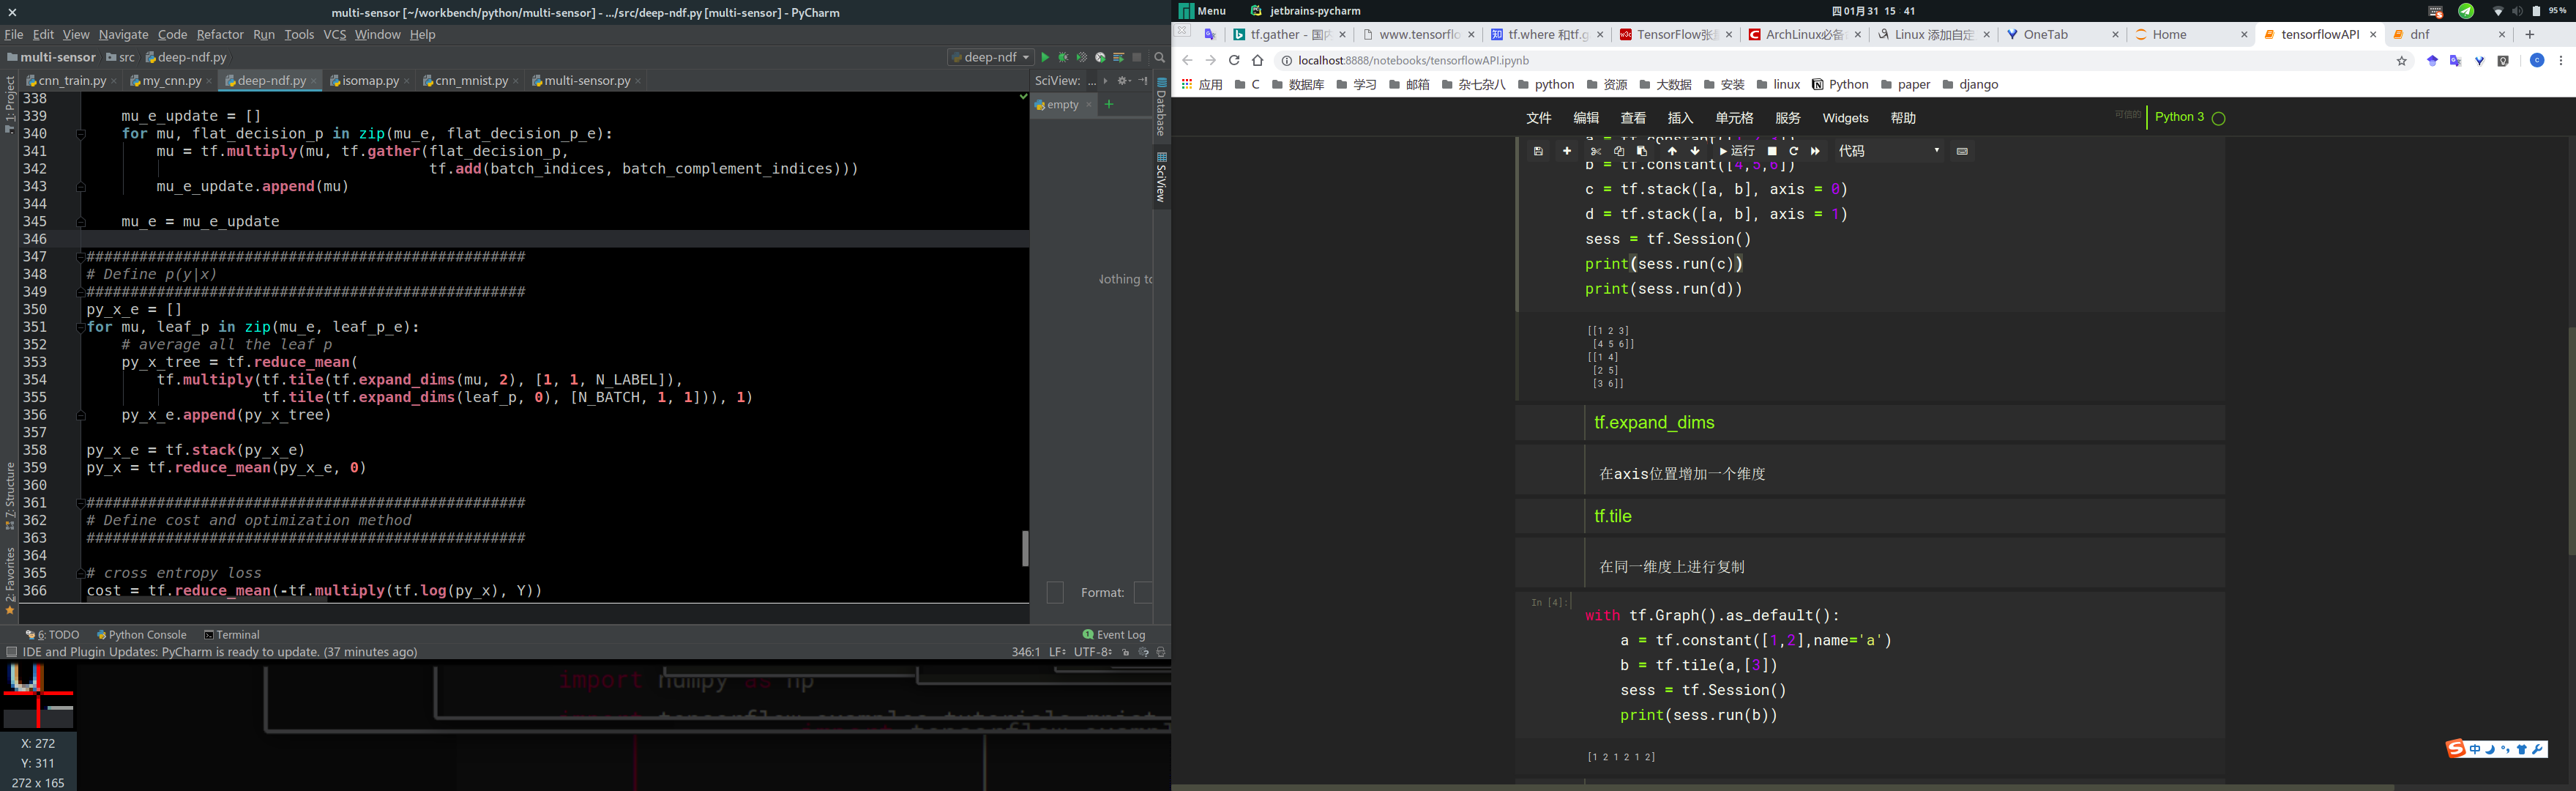 multi-sensor [~/workbench/python/multi-sensor] - .../src/deep-ndf.py [multi-sensor] - PyCharm
File Edit View Navigate Code Refactor Run Tools VCS Window Help
multi-sensor src deep-ndf.py
deep-ndf
cnn_train.py my_cnn.py deep-ndf.py isomap.py cnn_mnist.py multi-sensor.py
SciView: ...
empty
1: Project
7: Structure
2: Favorites
Database
SciView
338
339 mu_e_update = []
340 for mu, flat_decision_p in zip(mu_e, flat_decision_p_e):
341 mu = tf.multiply(mu, tf.gather(flat_decision_p,
342 tf.add(batch_indices, batch_complement_indices)))
343 mu_e_update.append(mu)
344
345 mu_e = mu_e_update
346
347 ##################################################
348 # Define p(y|x)
349 ##################################################
350 py_x_e = []
351 for mu, leaf_p in zip(mu_e, leaf_p_e):
352 # average all the leaf p
353 py_x_tree = tf.reduce_mean(
354 tf.multiply(tf.tile(tf.expand_dims(mu, 2), [1, 1, N_LABEL]),
355 tf.tile(tf.expand_dims(leaf_p, 0), [N_BATCH, 1, 1])), 1)
356 py_x_e.append(py_x_tree)
357
358 py_x_e = tf.stack(py_x_e)
359 py_x = tf.reduce_mean(py_x_e, 0)
360
361 ##################################################
362 # Define cost and optimization method
363 ##################################################
364
365 # cross entropy loss
366 cost = tf.reduce_mean(-tf.multiply(tf.log(py_x), Y))
Format:
6: TODO Python Console Terminal
1 Event Log
IDE and Plugin Updates: PyCharm is ready to update. (37 minutes ago)
346:1 LF÷ UTF-8÷
import numpy as np
X: 272
Y: 311
272 x 165
Menu jetbrains-pycharm
四 01月 31 15 : 41
95%
tf.gather - 国内 www.tensorflo tf.where 和tf.g TensorFlow张量 ArchLinux必备 Linux 添加自定 OneTab Home tensorflowAPI dnf
localhost:8888/notebooks/tensorflowAPI.ipynb
应用 C 数据库 学习 邮箱 杂七杂八 python 资源 大数据 安装 linux Python paper django
文件 编辑 查看 插入 单元格 服务 Widgets 帮助
可信的 Python 3
运行 代码
b = tf.constant([4,5,6])
c = tf.stack([a, b], axis = 0)
d = tf.stack([a, b], axis = 1)
sess = tf.Session()
print(sess.run(c))
print(sess.run(d))
[[1 2 3]
[4 5 6]]
[[1 4]
[2 5]
[3 6]]
tf.expand_dims
在axis位置增加一个维度
tf.tile
在同一维度上进行复制
In [4]:
with tf.Graph().as_default():
a = tf.constant([1,2],name='a')
b = tf.tile(a,[3])
sess = tf.Session()
print(sess.run(b))
[1 2 1 2 1 2]
中